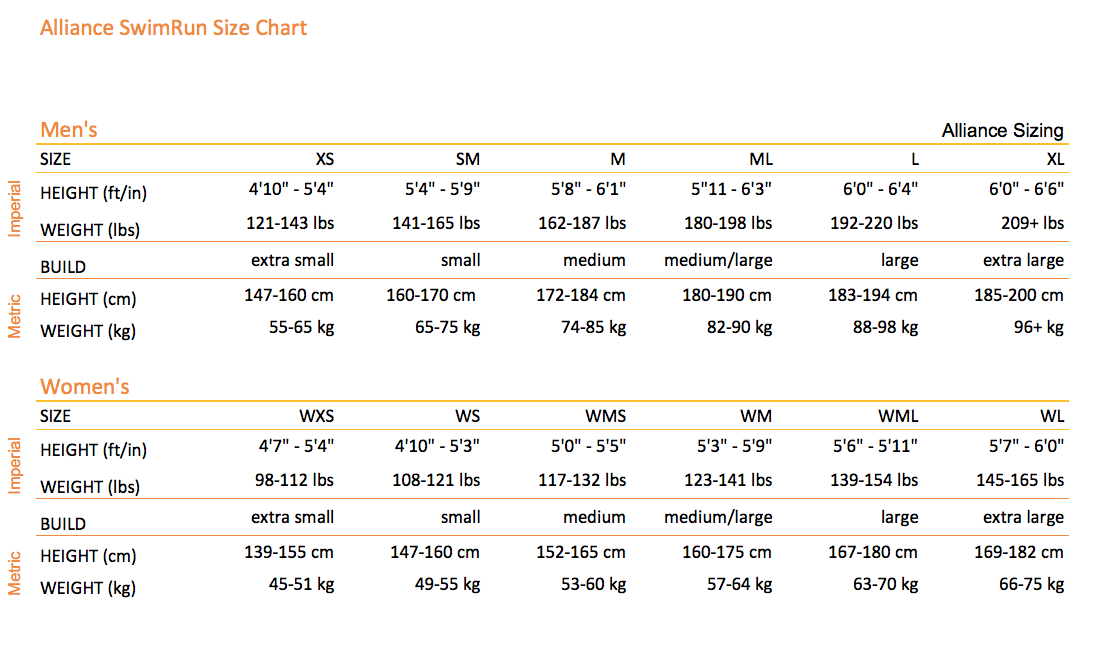 Alliance SwimRun Size Chart
Men's Alliance Sizing
SIZE XS SM M ML L XL
Imperial
HEIGHT (ft/in) 4'10" - 5'4" 5'4" - 5'9" 5'8" - 6'1" 5"11 - 6'3" 6'0" - 6'4" 6'0" - 6'6"
WEIGHT (lbs) 121-143 lbs 141-165 lbs 162-187 lbs 180-198 lbs 192-220 lbs 209+ lbs
BUILD extra small small medium medium/large large extra large
Metric
HEIGHT (cm) 147-160 cm 160-170 cm 172-184 cm 180-190 cm 183-194 cm 185-200 cm
WEIGHT (kg) 55-65 kg 65-75 kg 74-85 kg 82-90 kg 88-98 kg 96+ kg
Women's
SIZE WXS WS WMS WM WML WL
Imperial
HEIGHT (ft/in) 4'7" - 5'4" 4'10" - 5'3" 5'0" - 5'5" 5'3" - 5'9" 5'6" - 5'11" 5'7" - 6'0"
WEIGHT (lbs) 98-112 lbs 108-121 lbs 117-132 lbs 123-141 lbs 139-154 lbs 145-165 lbs
BUILD extra small small medium medium/large large extra large
Metric
HEIGHT (cm) 139-155 cm 147-160 cm 152-165 cm 160-175 cm 167-180 cm 169-182 cm
WEIGHT (kg) 45-51 kg 49-55 kg 53-60 kg 57-64 kg 63-70 kg 66-75 kg